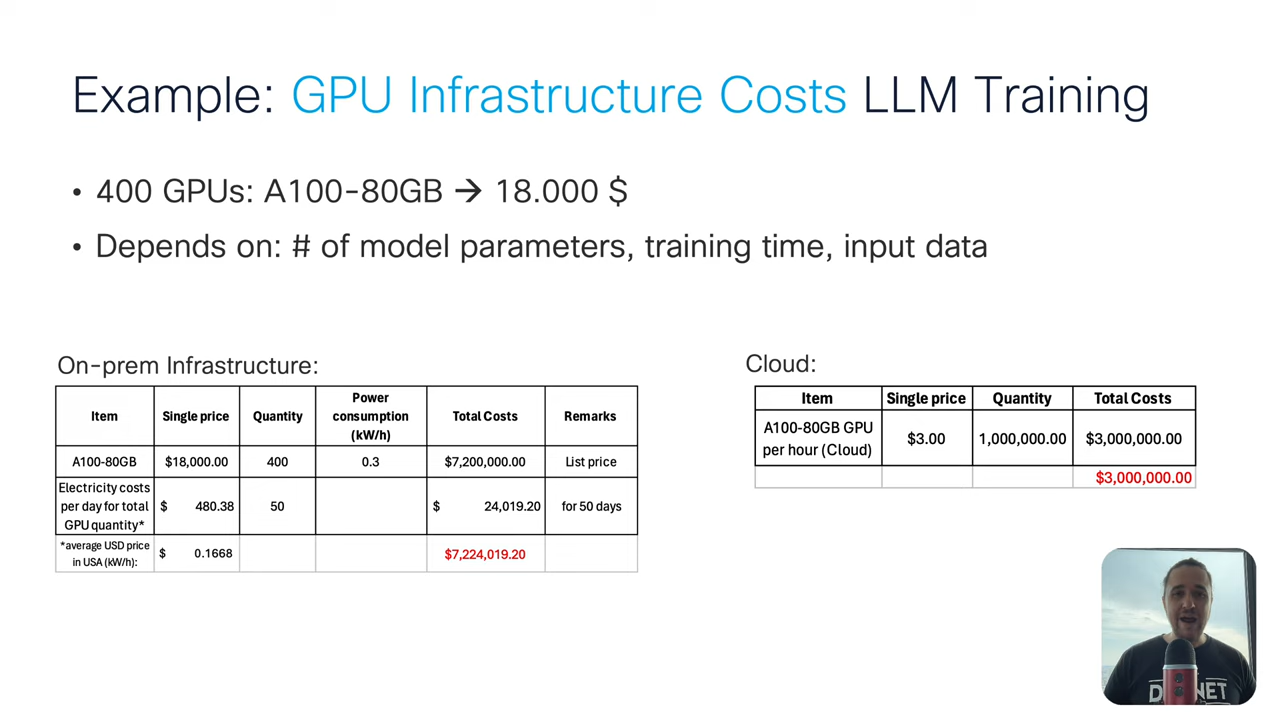 Example: GPU Infrastructure Costs LLM Training
• 400 GPUs: A100-80GB → 18.000 $
• Depends on: # of model parameters, training time, input data
On-prem Infrastructure:
Item Single price Quantity Power consumption (kW/h) Total Costs Remarks
A100-80GB $18,000.00 400 0.3 $7,200,000.00 List price
Electricity costs per day for total GPU quantity* $ 480.38 50 $ 24,019.20 for 50 days
*average USD price in USA (kW/h): $ 0.1668 $7,224,019.20
Cloud:
Item Single price Quantity Total Costs
A100-80GB GPU per hour (Cloud) $3.00 1,000,000.00 $3,000,000.00
$3,000,000.00